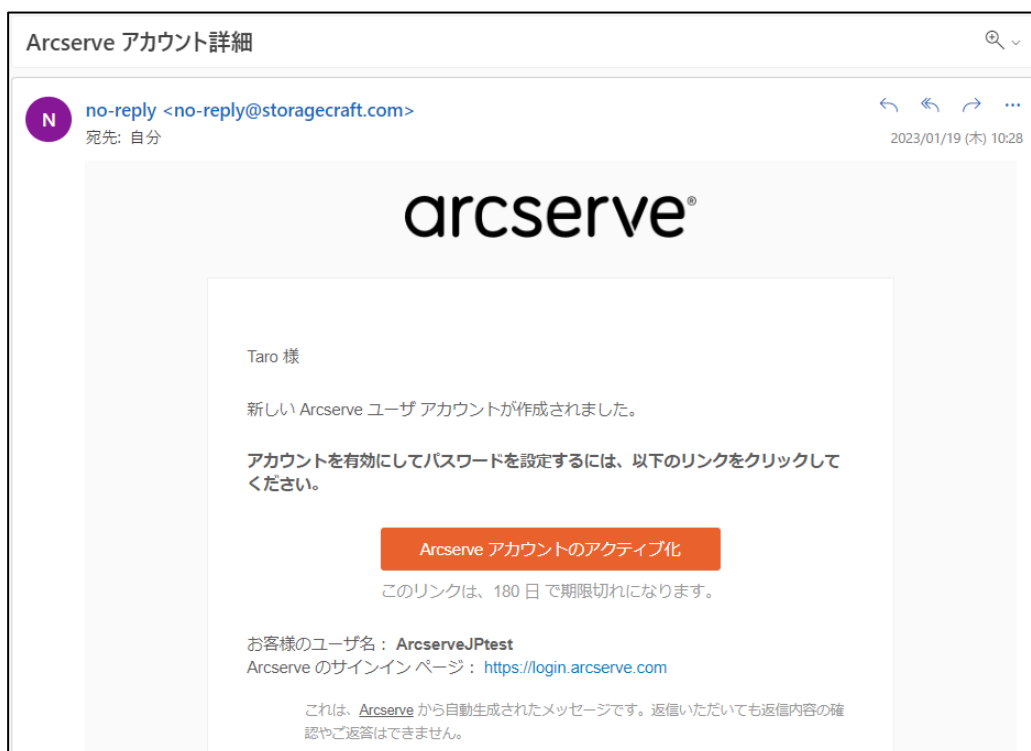 Arcserve アカウント詳細
N
no-reply <no-reply@storagecraft.com>
宛先: 自分
2023/01/19 (木) 10:28
arcserve®
Taro 様
新しい Arcserve ユーザ アカウントが作成されました。
アカウントを有効にしてパスワードを設定するには、以下のリンクをクリックして
ください。
Arcserve アカウントのアクティブ化
このリンクは、180 日 で期限切れになります。
お客様のユーザ名： ArcserveJPtest
Arcserve のサインイン ページ： https://login.arcserve.com
これは、Arcserve から自動生成されたメッセージです。返信いただいても返信内容の確
認やご返答はできません。